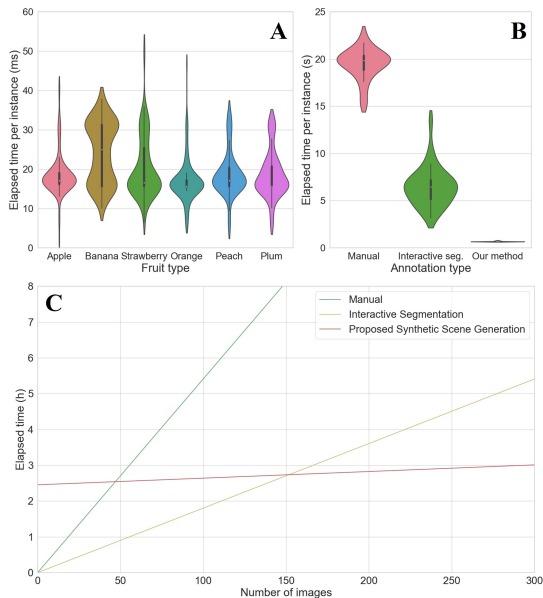 A
Elapsed time per instance (ms)
60
50
40
30
20
10
0
Apple Banana Strawberry Orange Peach Plum
Fruit type
B
Elapsed time per instance (s)
25
20
15
10
5
0
Manual Interactive seg. Our method
Annotation type
C
Elapsed time (h)
8
7
6
5
4
3
2
1
0
Manual
Interactive Segmentation
Proposed Synthetic Scene Generation
0 50 100 150 200 250 300
Number of images